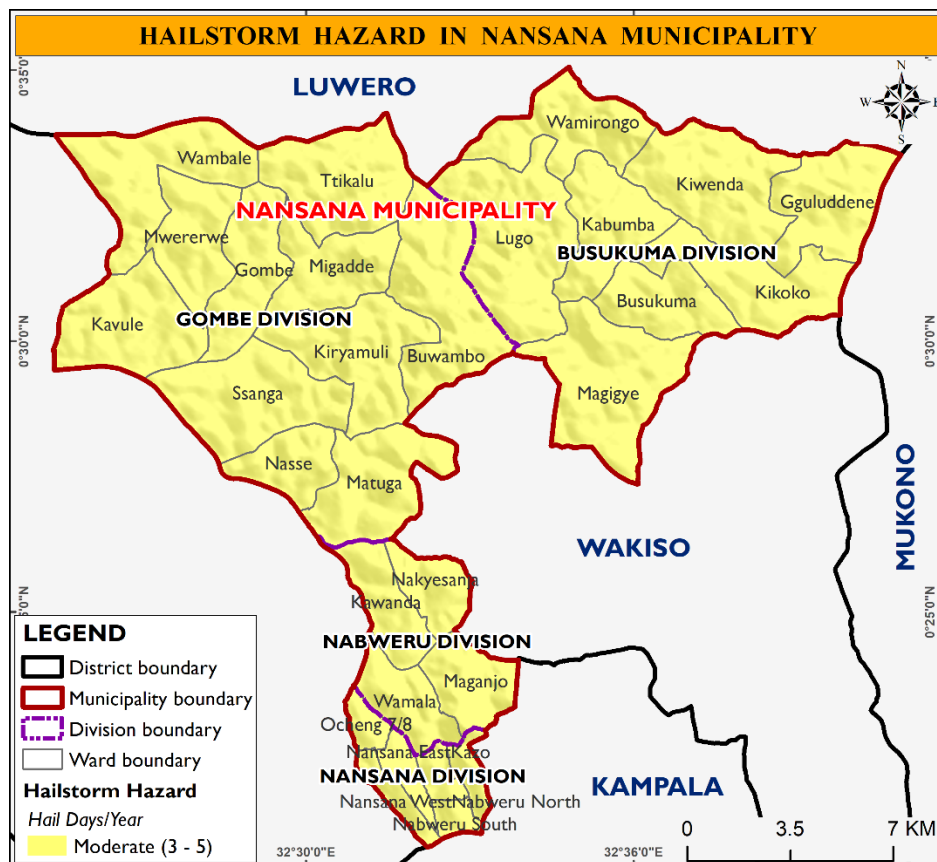 HAILSTORM HAZARD IN NANSANA MUNICIPALITY
0°35'0"
LUWERO
N
W E
S
Wamirongo
Wambale
Ttikalu
Kiwenda
Gguluddene
NANSANA MUNICIPALITY
Kabumba
Mwererwe
Lugo
BUSUKUMA DIVISION
Gombe
Migadde
Kikoko
Busukuma
Kavule
GOMBE DIVISION
0°30'0"N
0°30'0"N
Kiryamuli
Buwambo
Ssanga
Magigye
Nasse
Matuga
MUKONO
WAKISO
Nakyesanja
Kawanda
0°25'0"N
5'0"N
NABWERU DIVISION
Maganjo
Wamala
Ocheng 7/8
Nansana East
Kazo
NANSANA DIVISION
KAMPALA
Nansana West
Nabweru North
Nabweru South
LEGEND
District boundary
Municipality boundary
Division boundary
Ward boundary
Hailstorm Hazard
Hail Days/Year
Moderate (3 - 5)
0 3.5 7 KM
32°30'0"E
32°36'0"E